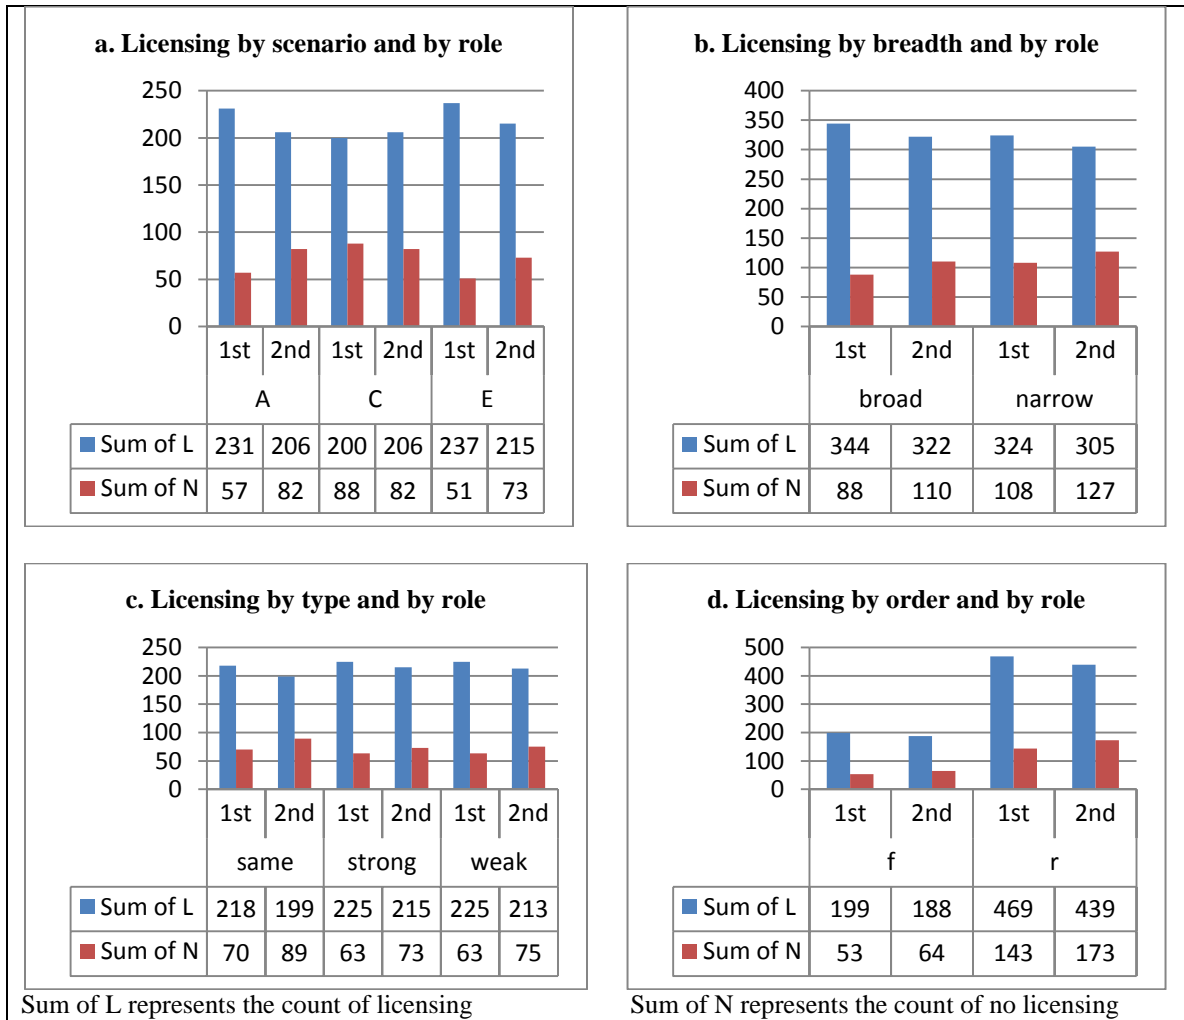 a. Licensing by scenario and by role
250
200
150
100
50
0
1st 2nd 1st 2nd 1st 2nd
A C E
Sum of L 231 206 200 206 237 215
Sum of N 57 82 88 82 51 73
b. Licensing by breadth and by role
400
350
300
250
200
150
100
50
0
1st 2nd 1st 2nd
broad narrow
Sum of L 344 322 324 305
Sum of N 88 110 108 127
c. Licensing by type and by role
250
200
150
100
50
0
1st 2nd 1st 2nd 1st 2nd
same strong weak
Sum of L 218 199 225 215 225 213
Sum of N 70 89 63 73 63 75
d. Licensing by order and by role
500
400
300
200
100
0
1st 2nd 1st 2nd
f r
Sum of L 199 188 469 439
Sum of N 53 64 143 173
Sum of L represents the count of licensing
Sum of N represents the count of no licensing